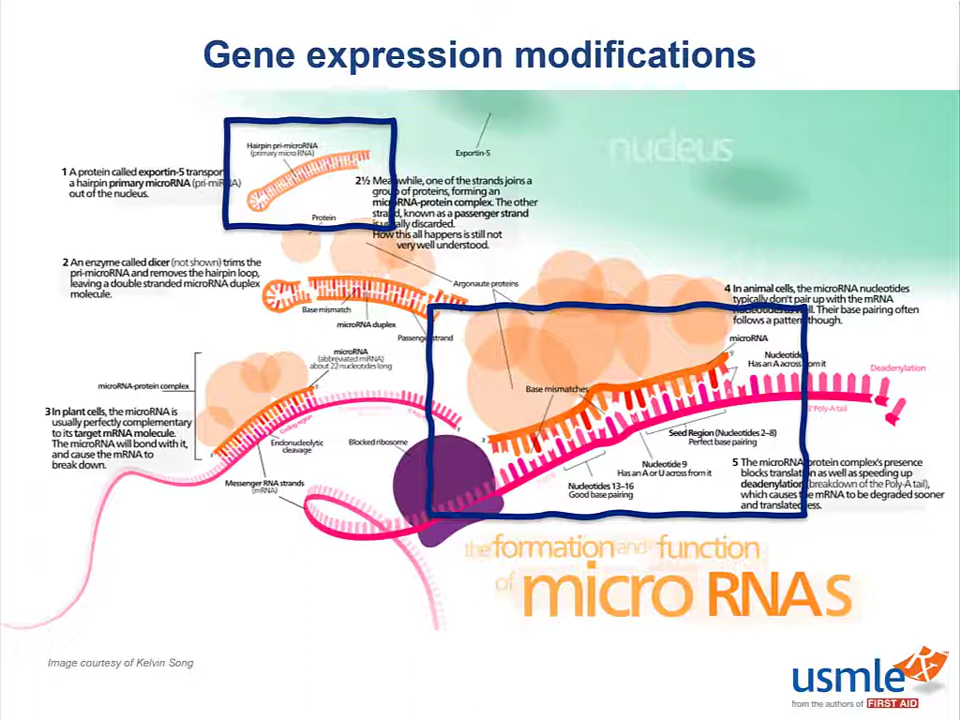 Gene expression modifications
nucleus
Hairpin pri-microRNA
(primary micro RNA)
Exportin-5
1 A protein called exportin-5 transport
a hairpin primary microRNA (pri-miRNA)
out of the nucleus.
2½ Meanwhile, one of the strands joins a
group of proteins, forming an
microRNA-protein complex. The other
strand, known as a passenger strand
is usually discarded.
How this all happens is still not
very well understood.
Protein
2 An enzyme called dicer (not shown) trims the
pri-microRNA and removes the hairpin loop,
leaving a double stranded microRNA duplex
molecule.
Argonaute proteins
Base mismatch
microRNA duplex
Passenger strand
4 In animal cells, the microRNA nucleotides
typically don't pair up with the mRNA
nucleotides as well. Their base pairing often
follows a pattern though.
microRNA
Nucleotide
Has an A across from it
Deadenylation
3' Poly-A tail
microRNA
(abbreviated miRNA)
about 22 nucleotides long
microRNA-protein complex
3 In plant cells, the microRNA is
usually perfectly complementary
to its target mRNA molecule.
The microRNA will bond with it,
and cause the mRNA to
break down.
Coding region
Endonucleolytic
cleavage
Blocked ribosome
Messenger RNA strands
(mRNA)
Base mismatches
Seed Region (Nucleotides 2–8)
Perfect base pairing
Nucleotide 9
Has an A or U across from it
Nucleotides 13–16
Good base pairing
5 The microRNA-protein complex's presence
blocks translation as well as speeding up
deadenylation (breakdown of the Poly-A tail),
which causes the mRNA to be degraded sooner
and translated less.
the formation and function
of micro RNAs
Image courtesy of Kelvin Song
usmle Rx
from the authors of FIRST AID